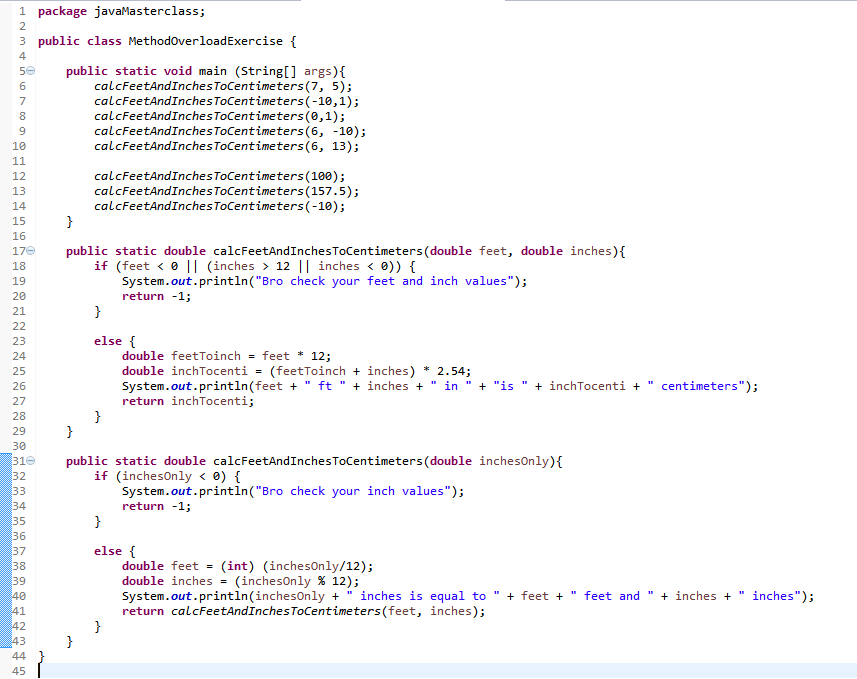 1 package javaMasterclass;
2
3 public class MethodOverloadExercise {
4
5 public static void main (String[] args){
6 calcFeetAndInchesToCentimeters(7, 5);
7 calcFeetAndInchesToCentimeters(-10,1);
8 calcFeetAndInchesToCentimeters(0,1);
9 calcFeetAndInchesToCentimeters(6, -10);
10 calcFeetAndInchesToCentimeters(6, 13);
11
12 calcFeetAndInchesToCentimeters(100);
13 calcFeetAndInchesToCentimeters(157.5);
14 calcFeetAndInchesToCentimeters(-10);
15 }
16
17 public static double calcFeetAndInchesToCentimeters(double feet, double inches){
18 if (feet < 0 || (inches > 12 || inches < 0)) {
19 System.out.println("Bro check your feet and inch values");
20 return -1;
21 }
22
23 else {
24 double feetToinch = feet * 12;
25 double inchTocenti = (feetToinch + inches) * 2.54;
26 System.out.println(feet + " ft " + inches + " in " + "is " + inchTocenti + " centimeters");
27 return inchTocenti;
28 }
29 }
30
31 public static double calcFeetAndInchesToCentimeters(double inchesOnly){
32 if (inchesOnly < 0) {
33 System.out.println("Bro check your inch values");
34 return -1;
35 }
36
37 else {
38 double feet = (int) (inchesOnly/12);
39 double inches = (inchesOnly % 12);
40 System.out.println(inchesOnly + " inches is equal to " + feet + " feet and " + inches + " inches");
41 return calcFeetAndInchesToCentimeters(feet, inches);
42 }
43 }
44 }
45